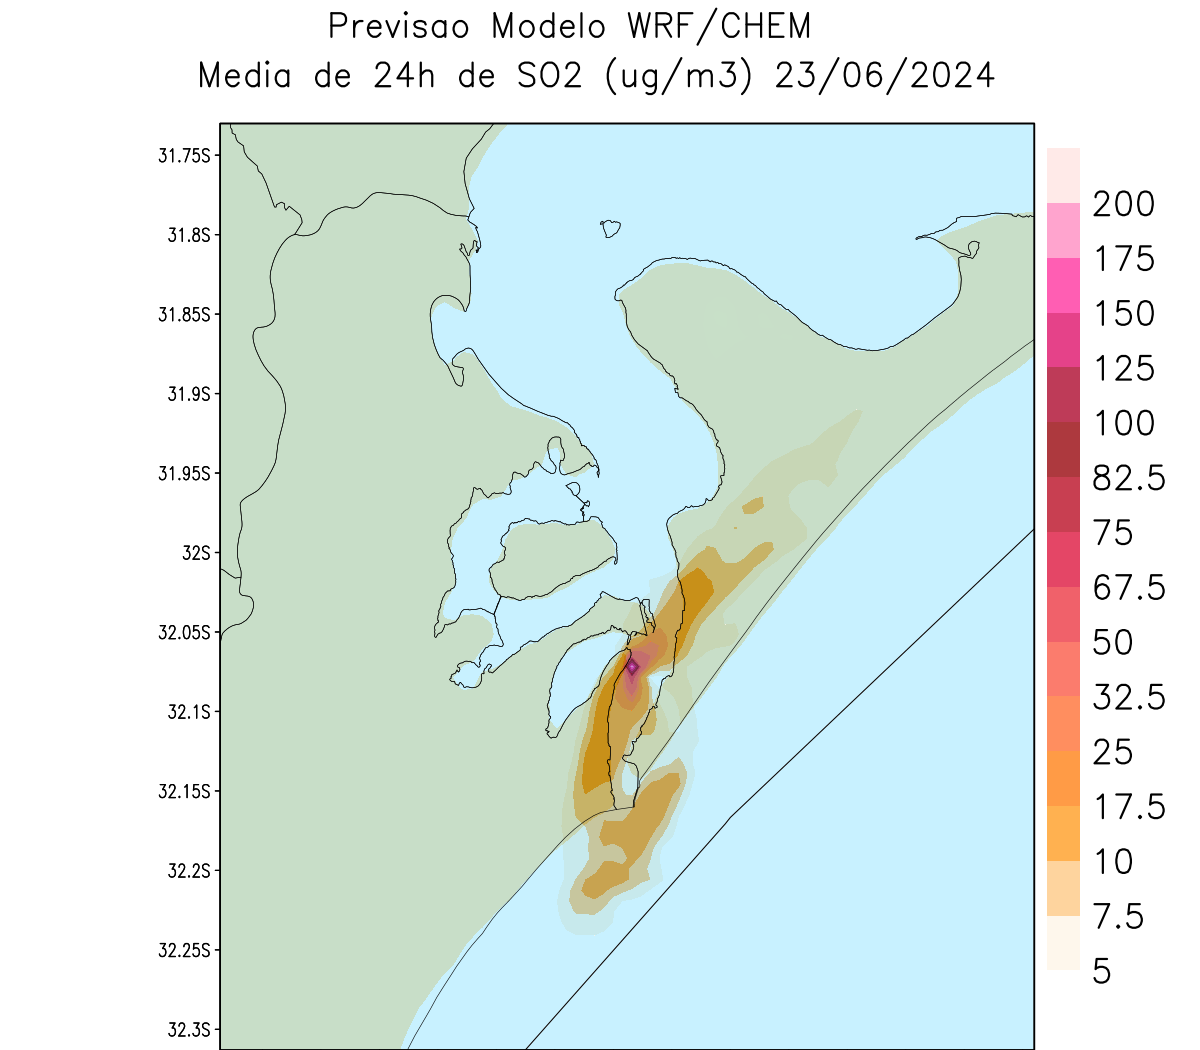 Previsao Modelo WRF/CHEM
Media de 24h de SO2 (ug/m3) 23/06/2024
31.75S
31.8S
31.85S
31.9S
31.95S
32S
32.05S
32.1S
32.15S
32.2S
32.25S
32.3S
200
175
150
125
100
82.5
75
67.5
50
32.5
25
17.5
10
7.5
5